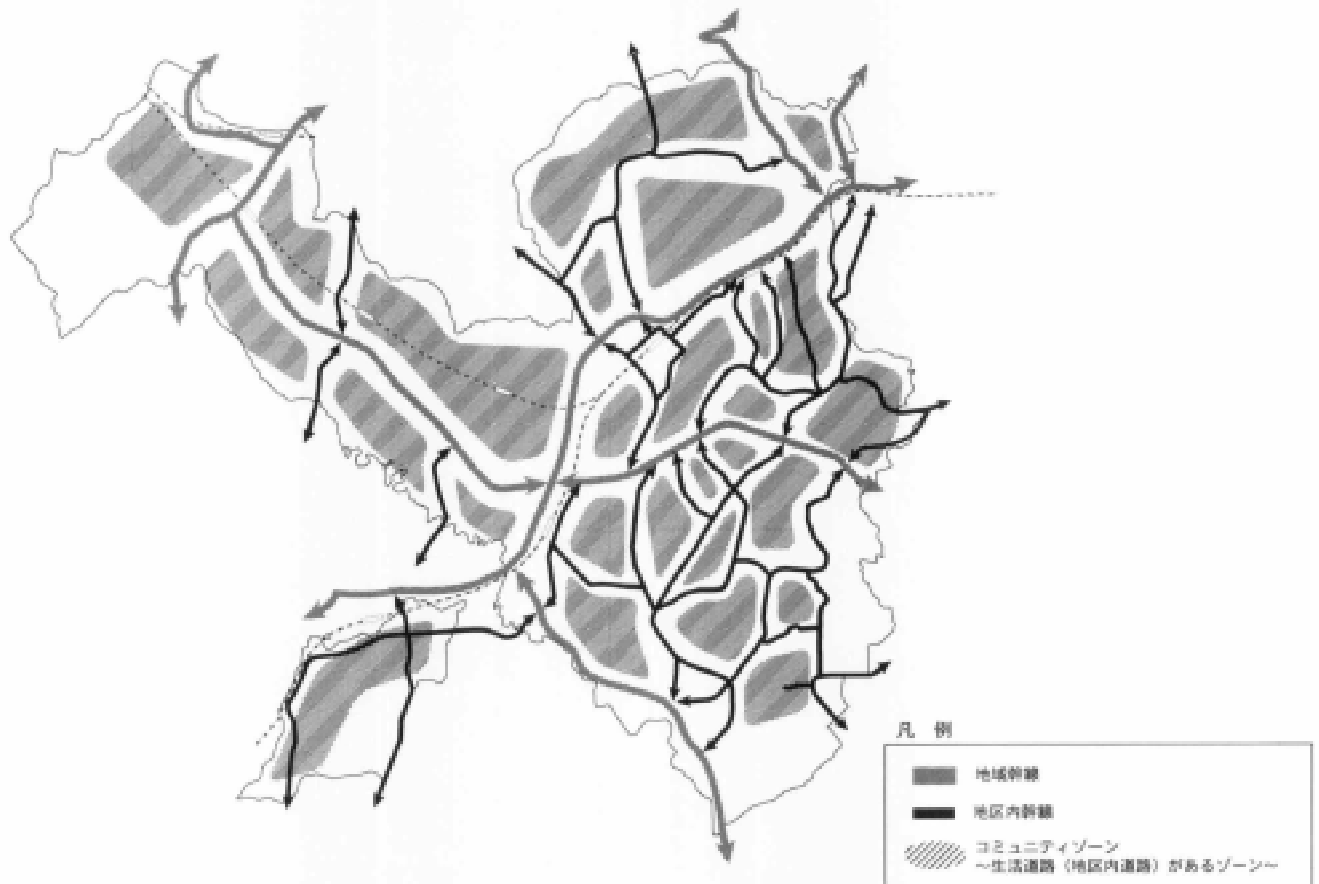 凡 例
地域幹線
地区内幹線
コミュニティゾーン
～生活道路（地区内道路）があるゾーン～